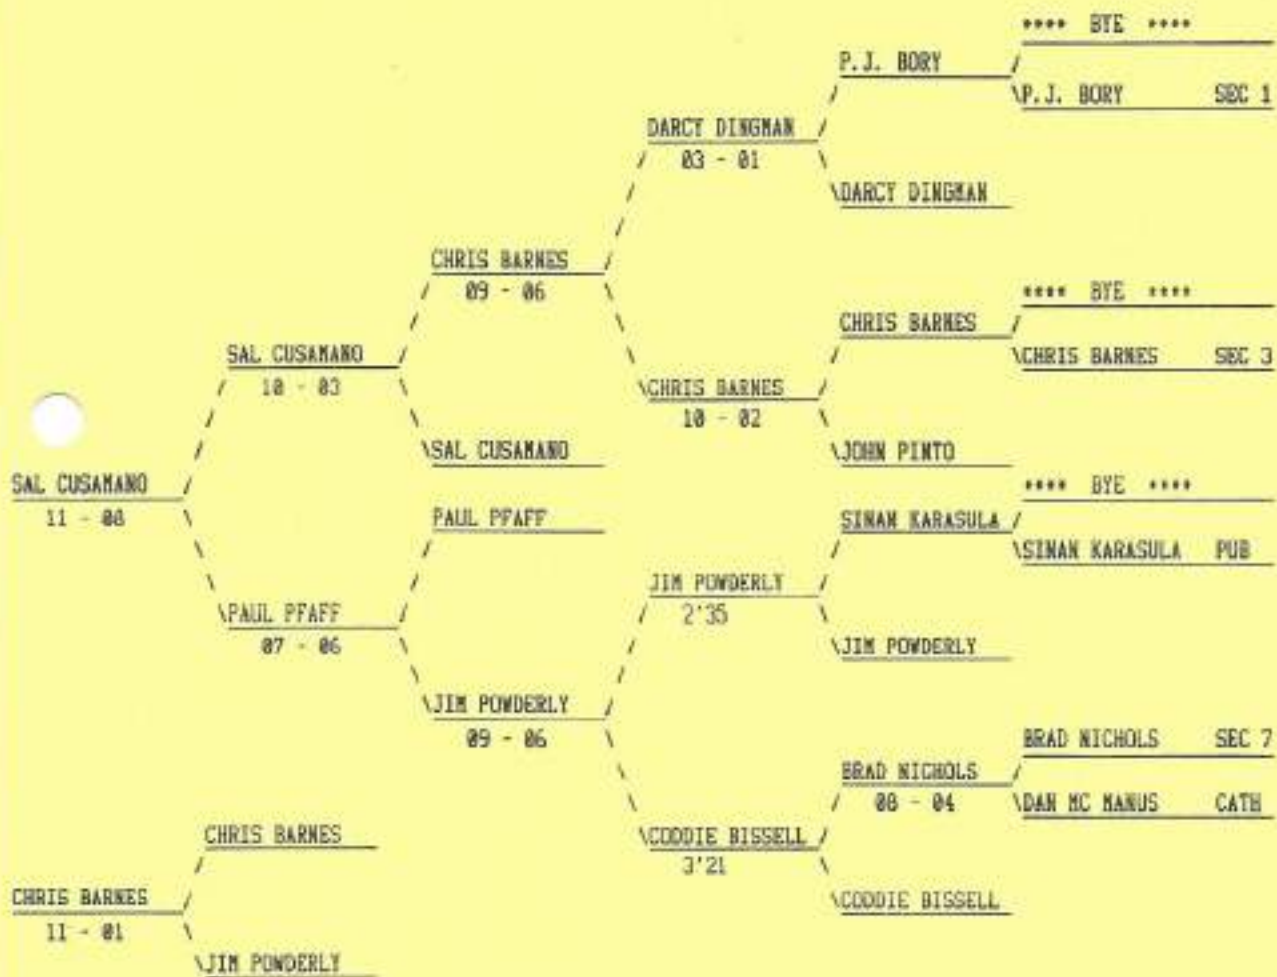 **** BYE ****
P.J. BORY
\P.J. BORY SEC 1
DARCY DINGMAN
03 - 01
\DARCY DINGMAN
CHRIS BARNES
09 - 06
**** BYE ****
CHRIS BARNES
\CHRIS BARNES SEC 3
SAL CUSAMANO
10 - 03
\CHRIS BARNES
10 - 02
\SAL CUSAMANO
\JOHN PINTO
SAL CUSAMANO
11 - 08
**** BYE ****
PAUL PFAFF
SINAN KARASULA
\SINAN KARASULA PUB
JIM POWDERLY
2'35
\PAUL PFAFF
07 - 06
\JIM POWDERLY
\JIM POWDERLY
09 - 06
BRAD NICHOLS SEC 7
BRAD NICHOLS
08 - 04
\DAN MC MANUS CATH
CHRIS BARNES
\CODDIE BISSELL
3'21
CHRIS BARNES
11 - 01
\CODDIE BISSELL
\JIM POWDERLY